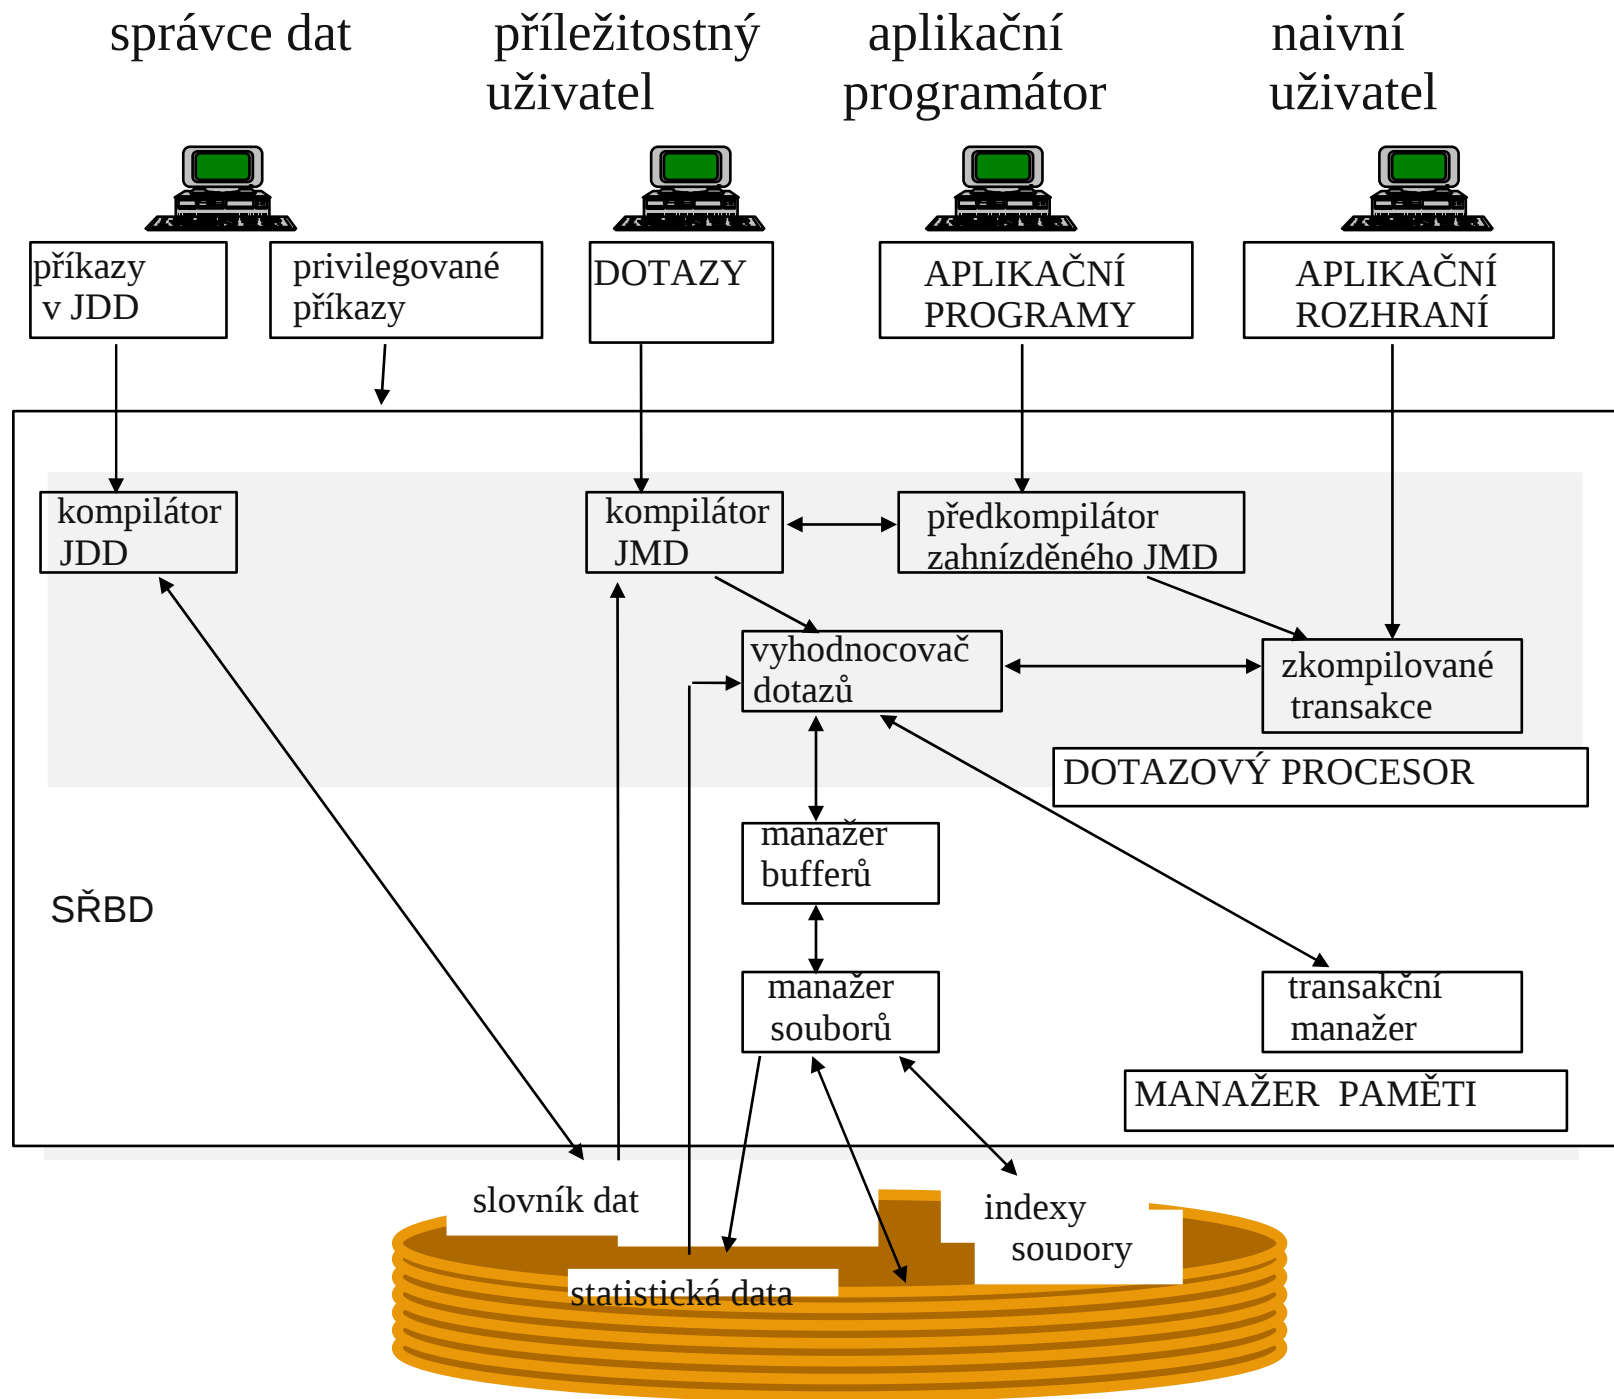 správce dat
příležitostný
uživatel
aplikační
programátor
naivní
uživatel
příkazy
v JDD
privilegované
příkazy
DOTAZY
APLIKAČNÍ
PROGRAMY
APLIKAČNÍ
ROZHRANÍ
kompilátor
JDD
kompilátor
JMD
předkompilátor
zahnízděného JMD
vyhodnocovač
dotazů
zkompilované
transakce
DOTAZOVÝ PROCESOR
manažer
bufferů
SŘBD
manažer
souborů
transakční
manažer
MANAŽER PAMĚTI
slovník dat
indexy
soubory
statistická data